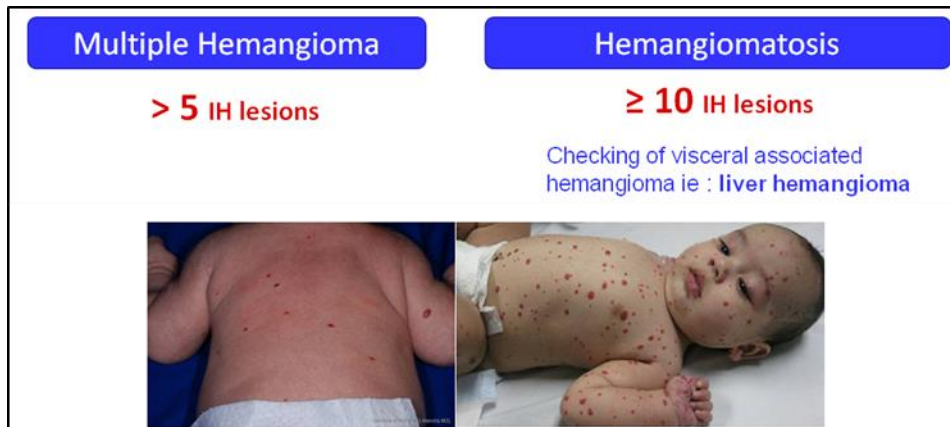 Multiple Hemangioma
Hemangiomatosis
> 5 IH lesions
≥ 10 IH lesions
Checking of visceral associated
hemangioma ie : liver hemangioma